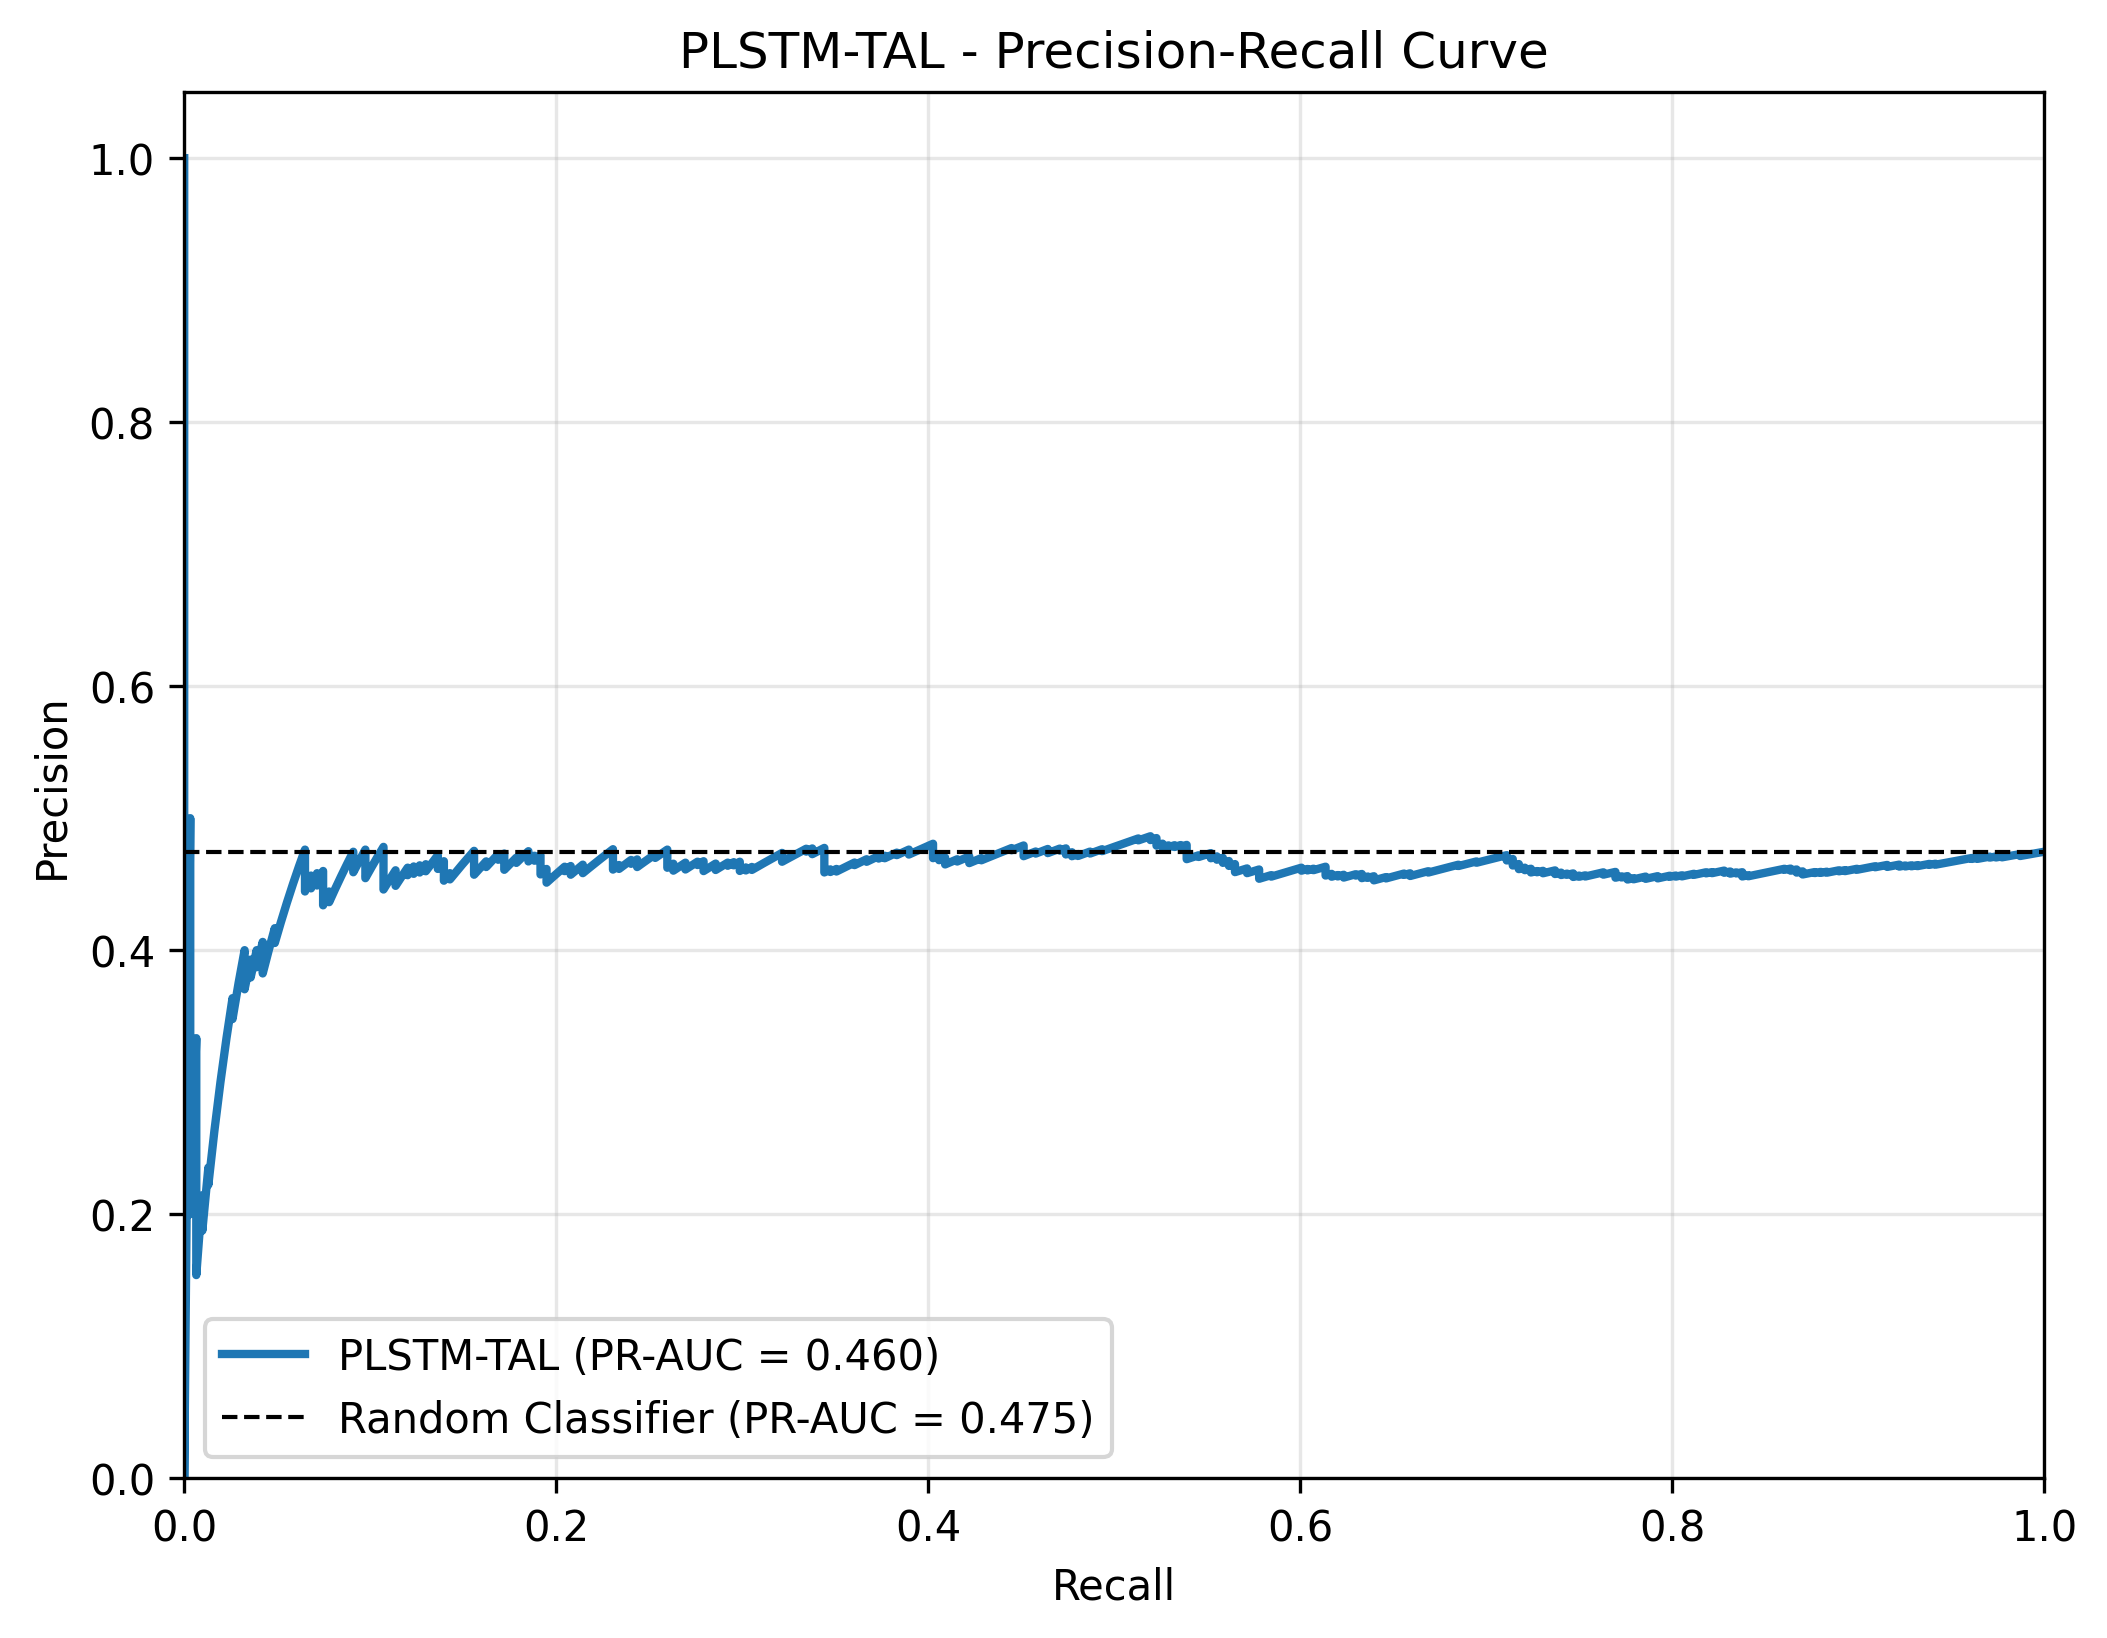 PLSTM-TAL - Precision-Recall Curve
1.0
0.8
0.6
0.4
0.2
0.0
Precision
PLSTM-TAL (PR-AUC = 0.460)
Random Classifier (PR-AUC = 0.475)
0.0 0.2 0.4 0.6 0.8 1.0
Recall